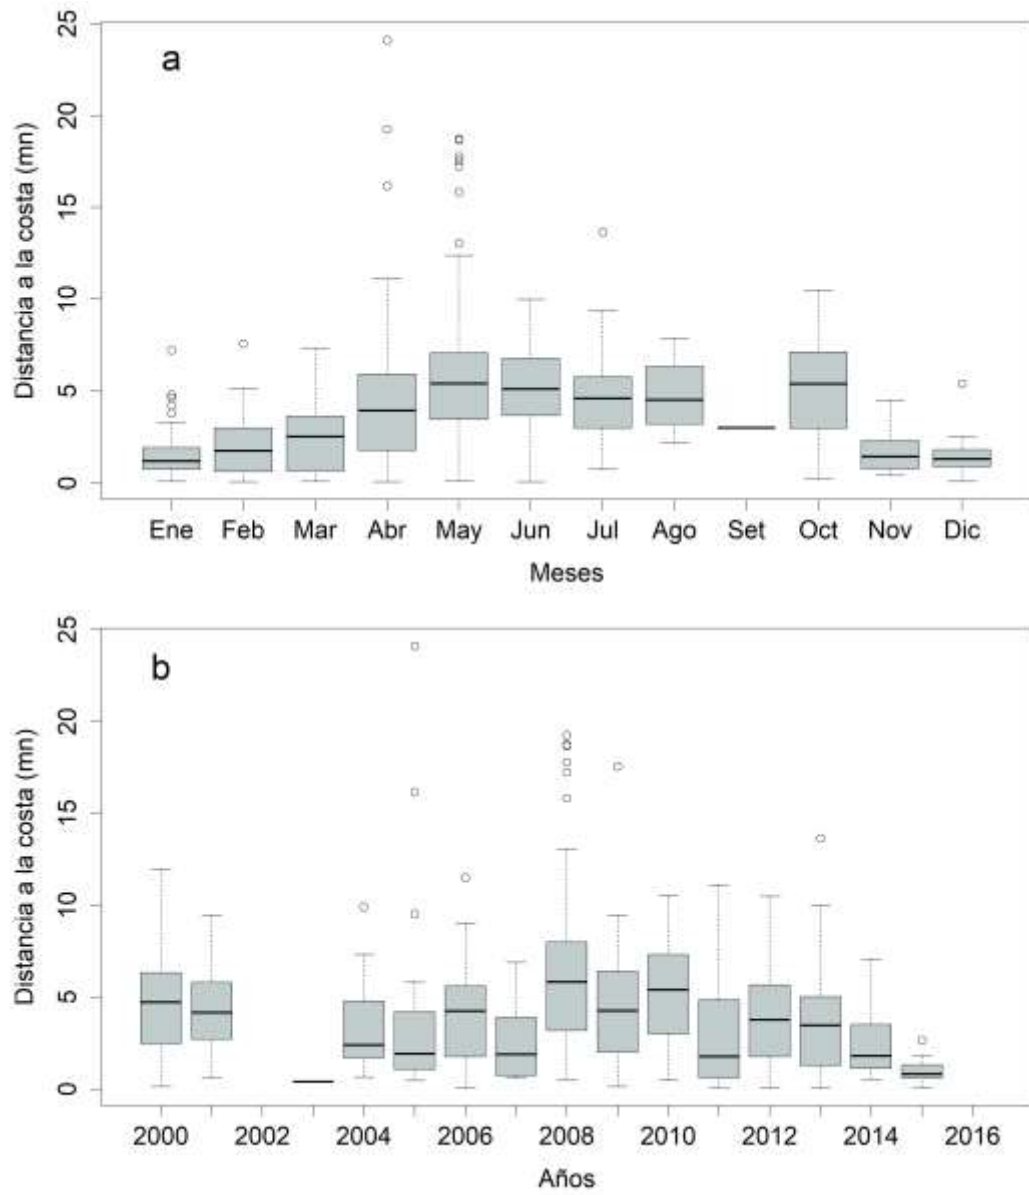 a
Distancia a la costa (mn)
25
20
15
10
5
0
Ene Feb Mar Abr May Jun Jul Ago Set Oct Nov Dic
Meses
b
Distancia a la costa (mn)
25
20
15
10
5
0
2000 2002 2004 2006 2008 2010 2012 2014 2016
Años